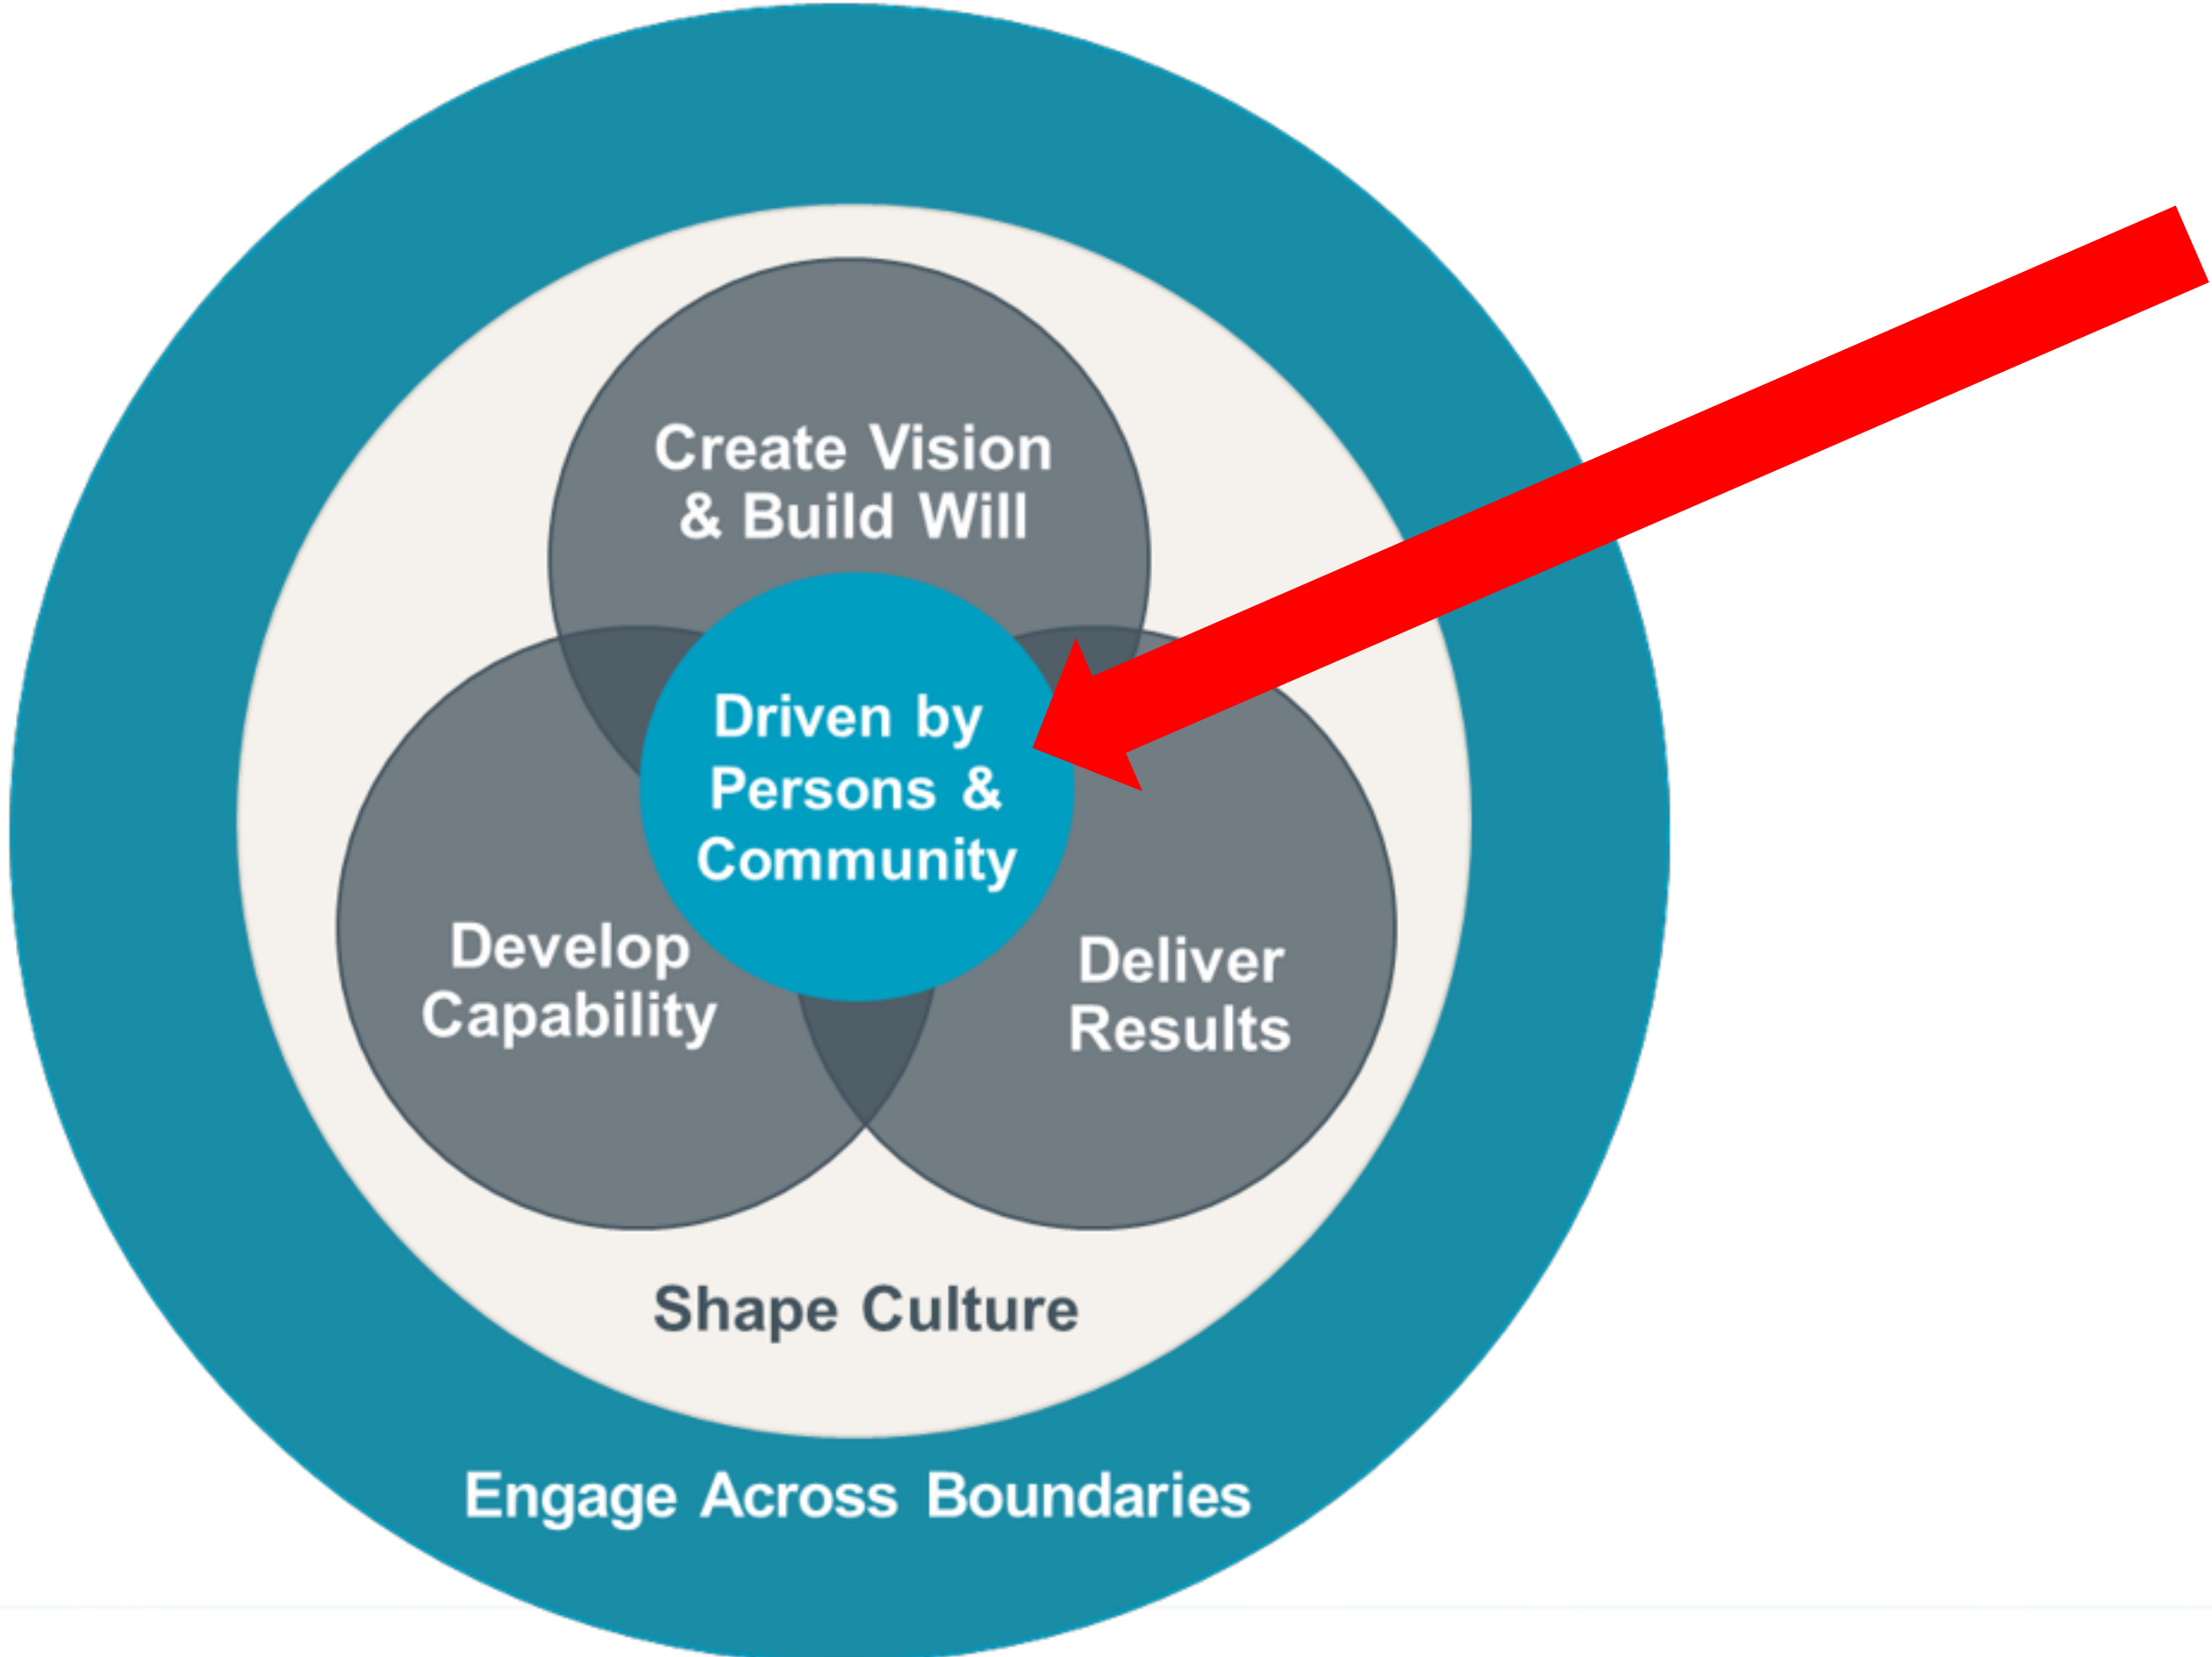 Create Vision
& Build Will
Driven by
Persons &
Community
Develop
Capability
Deliver
Results
Shape Culture
Engage Across Boundaries